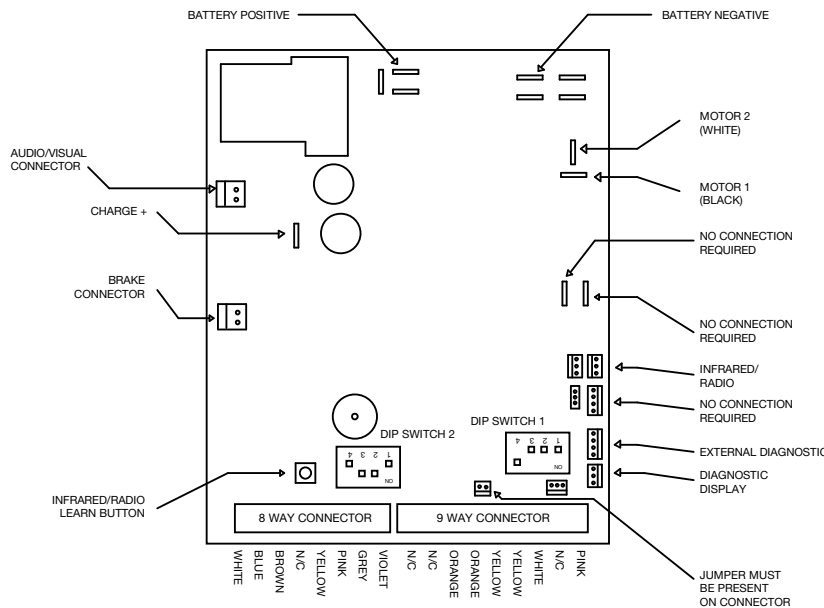 BATTERY POSITIVE
BATTERY NEGATIVE
MOTOR 2
(WHITE)
AUDIO/VISUAL
CONNECTOR
MOTOR 1
(BLACK)
CHARGE +
NO CONNECTION
REQUIRED
BRAKE
CONNECTOR
NO CONNECTION
REQUIRED
INFRARED/
RADIO
NO CONNECTION
REQUIRED
DIP SWITCH 2
4 3 2 1
NO
DIP SWITCH 1
4 3 2 1
NO
EXTERNAL DIAGNOSTIC
DIAGNOSTIC
DISPLAY
INFRARED/RADIO
LEARN BUTTON
8 WAY CONNECTOR
9 WAY CONNECTOR
WHITE
BLUE
BROWN
N/C
YELLOW
PINK
GREY
VIOLET
N/C
N/C
ORANGE
ORANGE
YELLOW
YELLOW
WHITE
N/C
PINK
JUMPER MUST
BE PRESENT
ON CONNECTOR